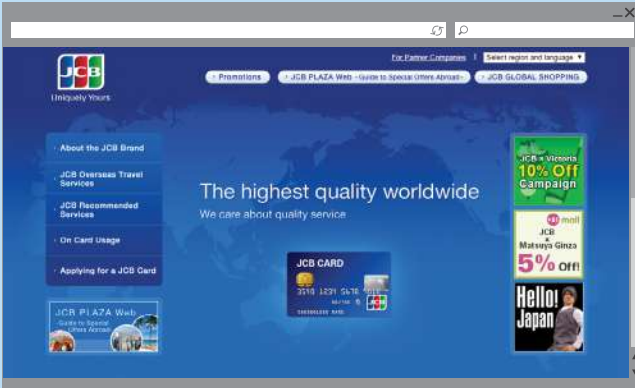 For Partner Companies | Select region and language
JCB
Uniquely Yours
Promotions
JCB PLAZA Web -Guide to Special Offers Abroad-
JCB GLOBAL SHOPPING
About the JCB Brand
JCB Overseas Travel
Services
JCB Recommended
Services
On Card Usage
Applying for a JCB Card
JCB PLAZA Web
-Guide to Special
Offers Abroad-
The highest quality worldwide
We care about quality service
JCB CARD
JCB
JCB x Victoria
10% Off
Campaign
mall
JCB
&
Matsuya Ginza
5% Off!
Hello!
Japan